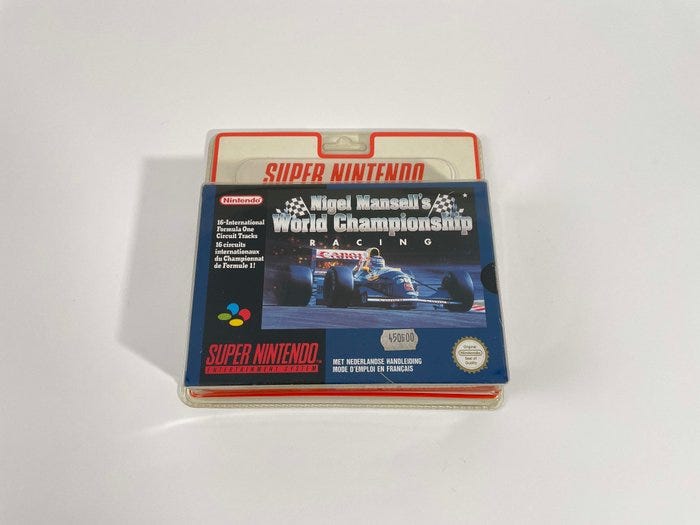 SUPER NINTENDO
Nintendo
Nigel Mansell's
World Championship
RACING
16-International
Formula One
Circuit Tracks
16 circuits
internationaux
du Championnat
de Formule 1!
Canon
450F00
SUPER NINTENDO
ENTERTAINMENT SYSTEM
MET NEDERLANDSE HANDLEIDING
MODE D'EMPLOI EN FRANÇAIS
Original
Nintendo
Seal of
Quality